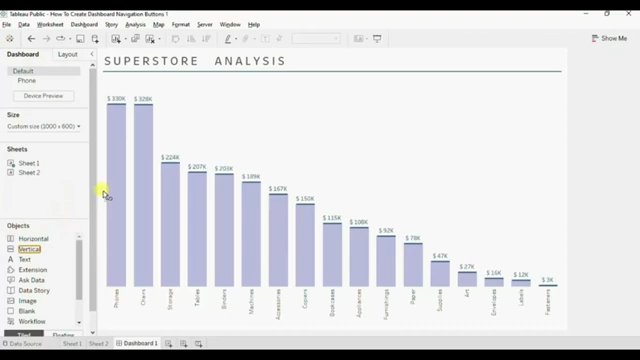 Tableau Public - How To Create Dashboard Navigation Buttons 1
File Data Worksheet Dashboard Story Analysis Map Format Server Window Help
Show Me
Dashboard Layout
Default
Phone
Device Preview
Size
Custom size (1000 x 600)
Sheets
Sheet 1
Sheet 2
Objects
Horizontal
Vertical
Text
Extension
Ask Data
Data Story
Image
Blank
Workflow
Tiled Floating
SUPERSTORE ANALYSIS
$ 330K $ 328K $ 224K $ 207K $ 203K $ 189K $ 167K $ 150K $ 115K $ 108K $ 92K $ 78K $ 47K $ 27K $ 16K $ 12K $ 3K
Phones Chairs Storage Tables Binders Machines Accessories Copiers Bookcases Appliances Furnishings Paper Supplies Art Envelopes Labels Fasteners
Data Source Sheet 1 Sheet 2 Dashboard 1